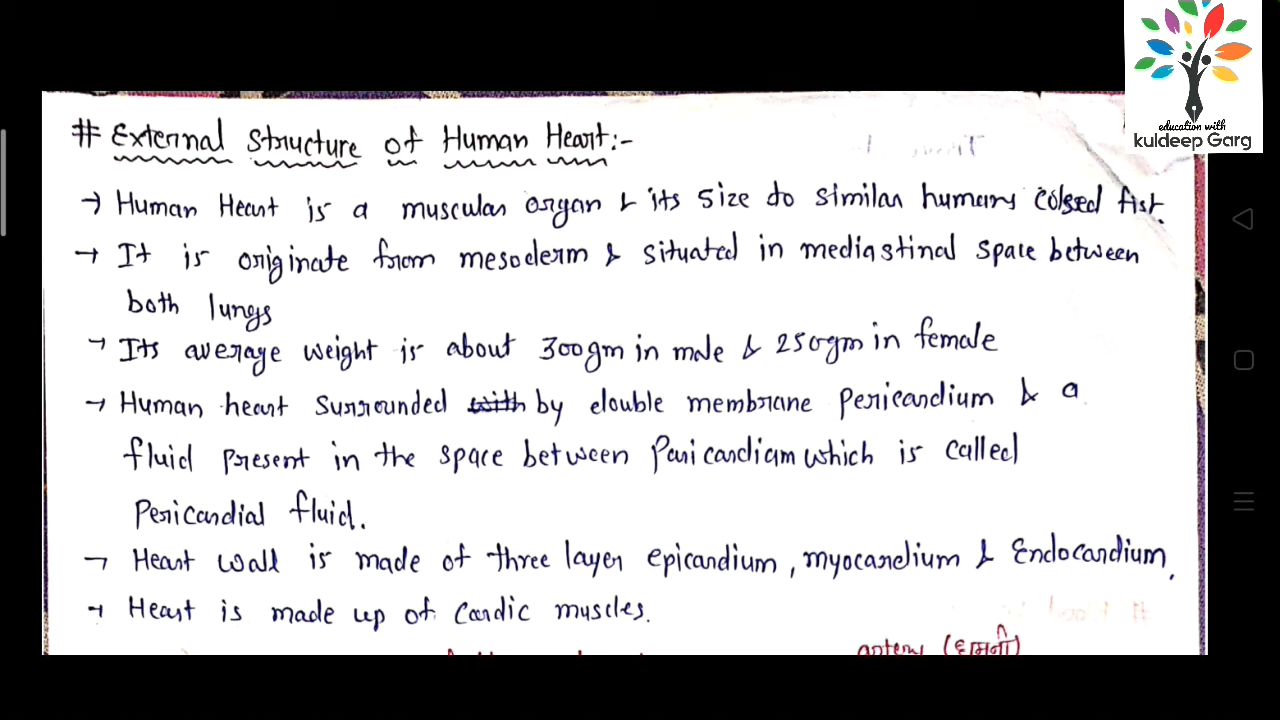 education with
kuldeep Garg
# External Structure of Human Heart:-
→ Human Heart is a muscular organ & its size to similar humans colsed fist.
→ It is originate from mesoderm & situated in mediastinal space between
both lungs
→ Its average weight is about 300gm in male & 250gm in female
→ Human heart surrounded with by double membrane pericardium & a
fluid present in the space between Paricardiam which is called
Pericardial fluid.
→ Heart wall is made of three layer epicardium, myocardium & Endocardium,
→ Heart is made up of Cardic muscles.
artery (धमनी)